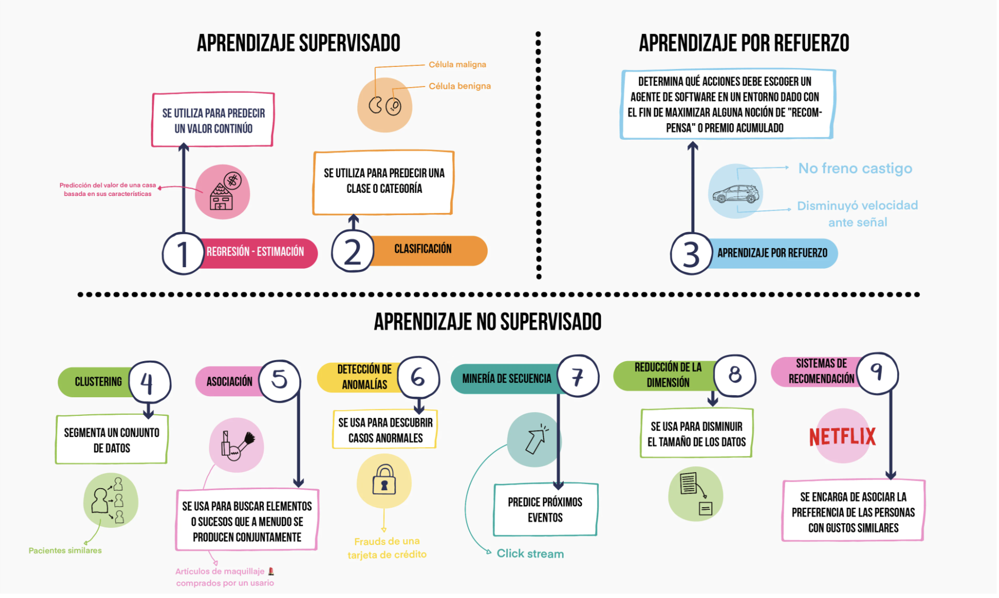 APRENDIZAJE SUPERVISADO
Célula maligna
Célula benigna
SE UTILIZA PARA PREDECIR
UN VALOR CONTINÚO
SE UTILIZA PARA PREDECIR UNA
CLASE O CATEGORÍA
Predicción del valor de una casa
basada en sus características
1
REGRESIÓN - ESTIMACIÓN
2
CLASIFICACIÓN
APRENDIZAJE POR REFUERZO
DETERMINA QUÉ ACCIONES DEBE ESCOGER UN
AGENTE DE SOFTWARE EN UN ENTORNO DADO CON
EL FIN DE MAXIMIZAR ALGUNA NOCIÓN DE "RECOM-
PENSA" O PREMIO ACUMULADO
No freno castigo
Disminuyó velocidad
ante señal
3
APRENDIZAJE POR REFUERZO
APRENDIZAJE NO SUPERVISADO
CLUSTERING
4
SEGMENTA UN CONJUNTO
DE DATOS
Pacientes similares
ASOCIACIÓN
5
SE USA PARA BUSCAR ELEMENTOS
O SUCESOS QUE A MENUDO SE
PRODUCEN CONJUNTAMENTE
Artículos de maquillaje 💄
comprados por un usario
DETECCIÓN DE
ANOMALÍAS
6
SE USA PARA DESCUBRIR
CASOS ANORMALES
Frauds de una
tarjeta de crédito
MINERÍA DE SECUENCIA
7
PREDICE PRÓXIMOS
EVENTOS
Click stream
REDUCCIÓN DE LA
DIMENSIÓN
8
SE USA PARA DISMINUIR
EL TAMAÑO DE LOS DATOS
SISTEMAS DE
RECOMENDACIÓN
9
NETFLIX
SE ENCARGA DE ASOCIAR LA
PREFERENCIA DE LAS PERSONAS
CON GUSTOS SIMILARES